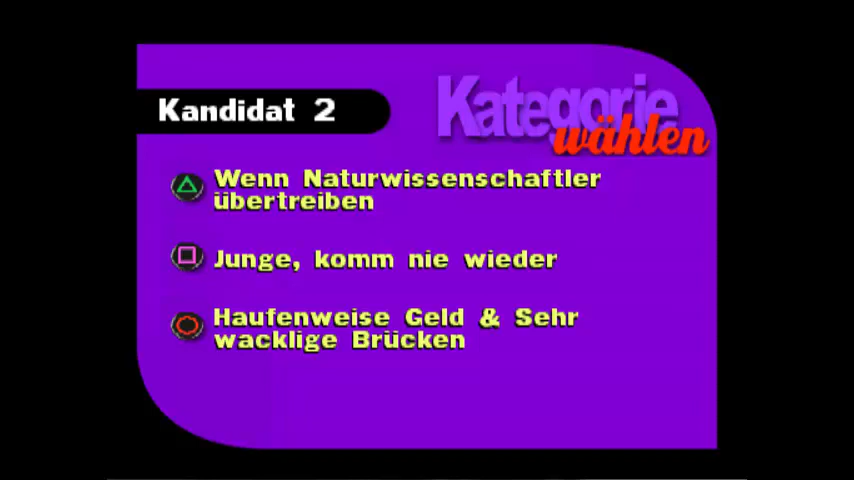 Kategorie
wählen
Kandidat 2
Wenn Naturwissenschaftler
übertreiben
Junge, komm nie wieder
Haufenweise Geld & Sehr
wacklige Brücken